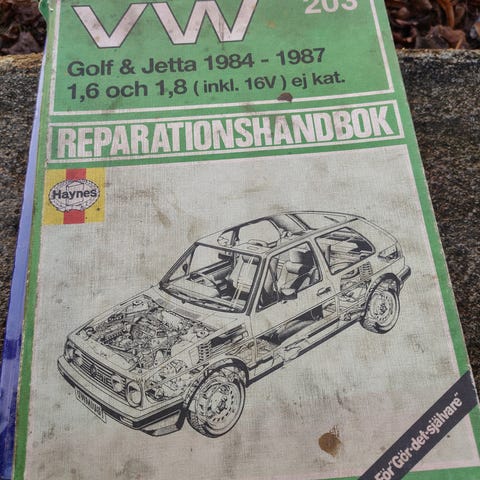 VW
203
Golf & Jetta 1984 - 1987
1,6 och 1,8 ( inkl. 16V ) ej kat.
REPARATIONSHANDBOK
Haynes
För Gör-det-självare"